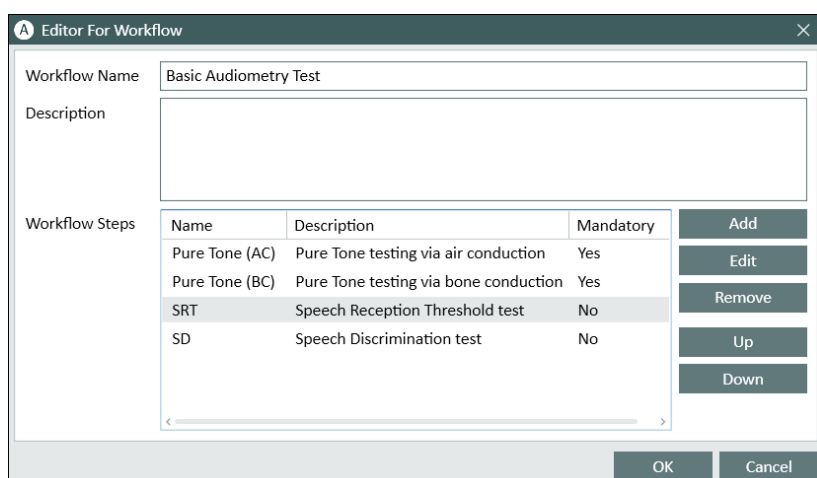 A Editor For Workflow
Workflow Name Basic Audiometry Test
Description
Workflow Steps
Name Description Mandatory
Pure Tone (AC) Pure Tone testing via air conduction Yes
Pure Tone (BC) Pure Tone testing via bone conduction Yes
SRT Speech Reception Threshold test No
SD Speech Discrimination test No
Add
Edit
Remove
Up
Down
OK Cancel